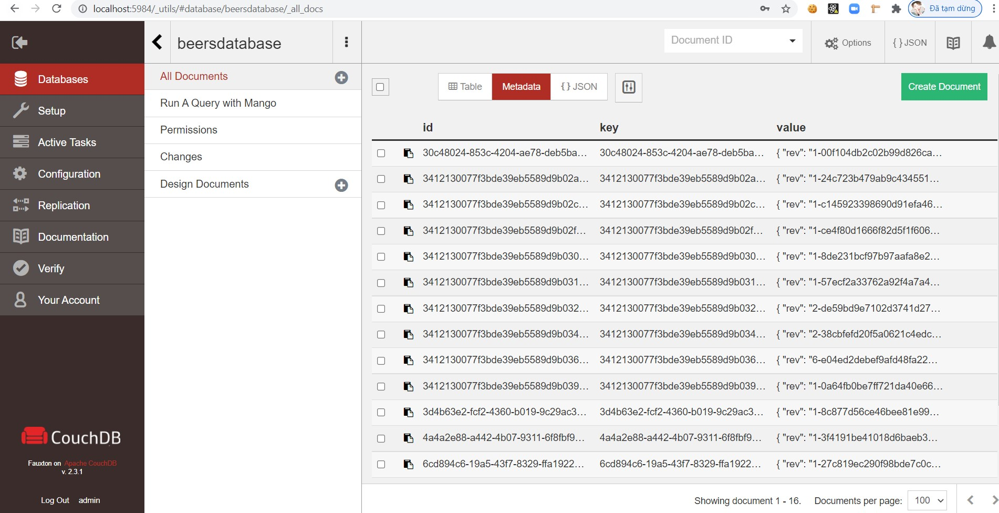 localhost:5984/_utils/#database/beersdatabase/_all_docs
Đã tạm dừng
beersdatabase
Document ID
Options
{ } JSON
Databases
Setup
Active Tasks
Configuration
Replication
Documentation
Verify
Your Account
CouchDB
Fauxton on Apache CouchDB
v. 2.3.1
Log Out admin
All Documents
Run A Query with Mango
Permissions
Changes
Design Documents
Table
Metadata
{ } JSON
Create Document
id key value
30c48024-853c-4204-ae78-deb5ba... 30c48024-853c-4204-ae78-deb5ba... { "rev": "1-00f104db2c02b99d826ca...
3412130077f3bde39eb5589d9b02a... 3412130077f3bde39eb5589d9b02a... { "rev": "1-24c723b479ab9c434551...
3412130077f3bde39eb5589d9b02c... 3412130077f3bde39eb5589d9b02c... { "rev": "1-c145923398690d91efa46...
3412130077f3bde39eb5589d9b02f... 3412130077f3bde39eb5589d9b02f... { "rev": "1-ce4f80d1666f82d5f1f606...
3412130077f3bde39eb5589d9b030... 3412130077f3bde39eb5589d9b030... { "rev": "1-8de231bcf97b97aafa8e2...
3412130077f3bde39eb5589d9b031... 3412130077f3bde39eb5589d9b031... { "rev": "1-57ecf2a33762a92f4a7a4...
3412130077f3bde39eb5589d9b032... 3412130077f3bde39eb5589d9b032... { "rev": "2-de59bd9e7102d3741d27...
3412130077f3bde39eb5589d9b034... 3412130077f3bde39eb5589d9b034... { "rev": "2-38cbfefd20f5a0621c4edc...
3412130077f3bde39eb5589d9b036... 3412130077f3bde39eb5589d9b036... { "rev": "6-e04ed2debef9afd48fa22...
3412130077f3bde39eb5589d9b039... 3412130077f3bde39eb5589d9b039... { "rev": "1-0a64fb0be7ff721da40e66...
3d4b63e2-fcf2-4360-b019-9c29ac3... 3d4b63e2-fcf2-4360-b019-9c29ac3... { "rev": "1-8c877d56ce46bee81e99...
4a4a2e88-a442-4b07-9311-6f8fbf9... 4a4a2e88-a442-4b07-9311-6f8fbf9... { "rev": "1-3f4191be41018d6baeb3...
6cd894c6-19a5-43f7-8329-ffa1922... 6cd894c6-19a5-43f7-8329-ffa1922... { "rev": "1-27c819ec290f98bde7c0c...
Showing document 1 - 16. Documents per page: 100